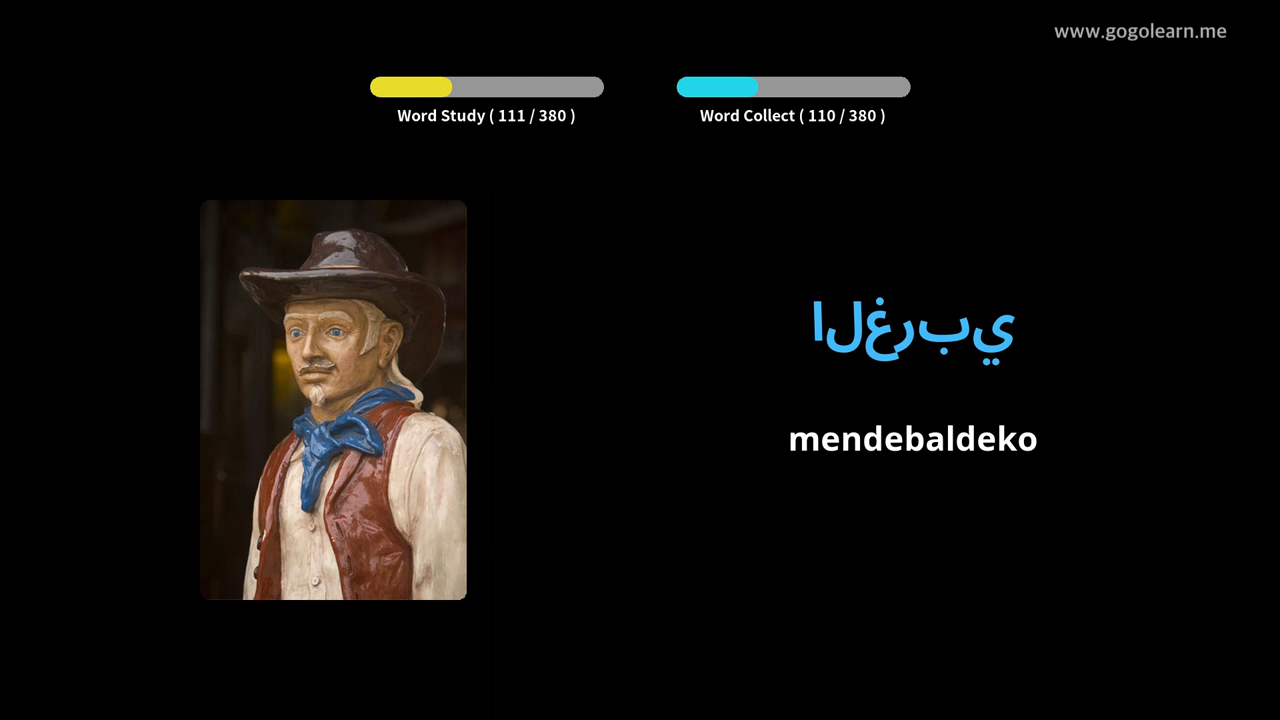 www.gogolearn.me
Word Study ( 111 / 380 )
Word Collect ( 110 / 380 )
الغربي
mendebaldeko